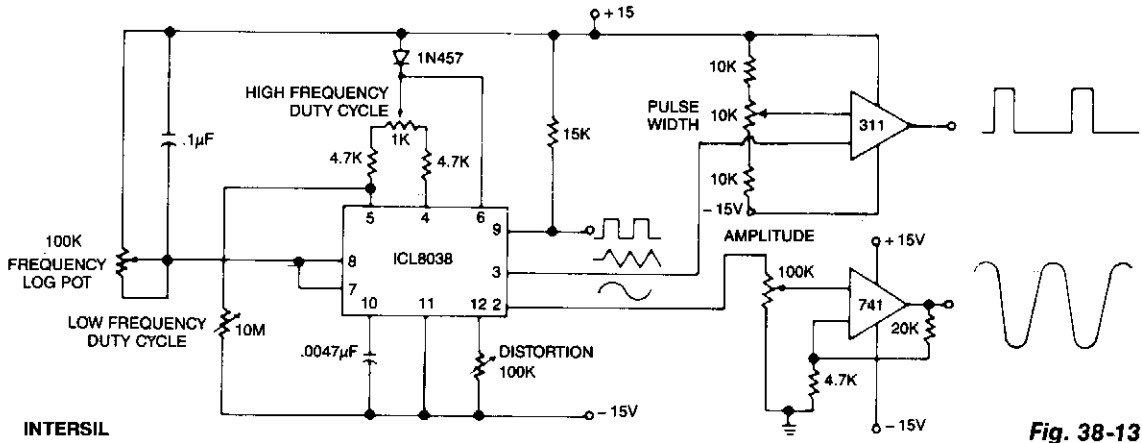 + 15
1N457
HIGH FREQUENCY
DUTY CYCLE
1K
4.7K
4.7K
.1µF
15K
10K
PULSE
WIDTH
10K
10K
- 15V
311
5
4
6
9
8
ICL8038
7
3
10
11
12
2
100K
FREQUENCY
LOG POT
LOW FREQUENCY
DUTY CYCLE
10M
.0047µF
DISTORTION
100K
- 15V
AMPLITUDE
100K
+ 15V
741
20K
4.7K
- 15V
INTERSIL
Fig. 38-13